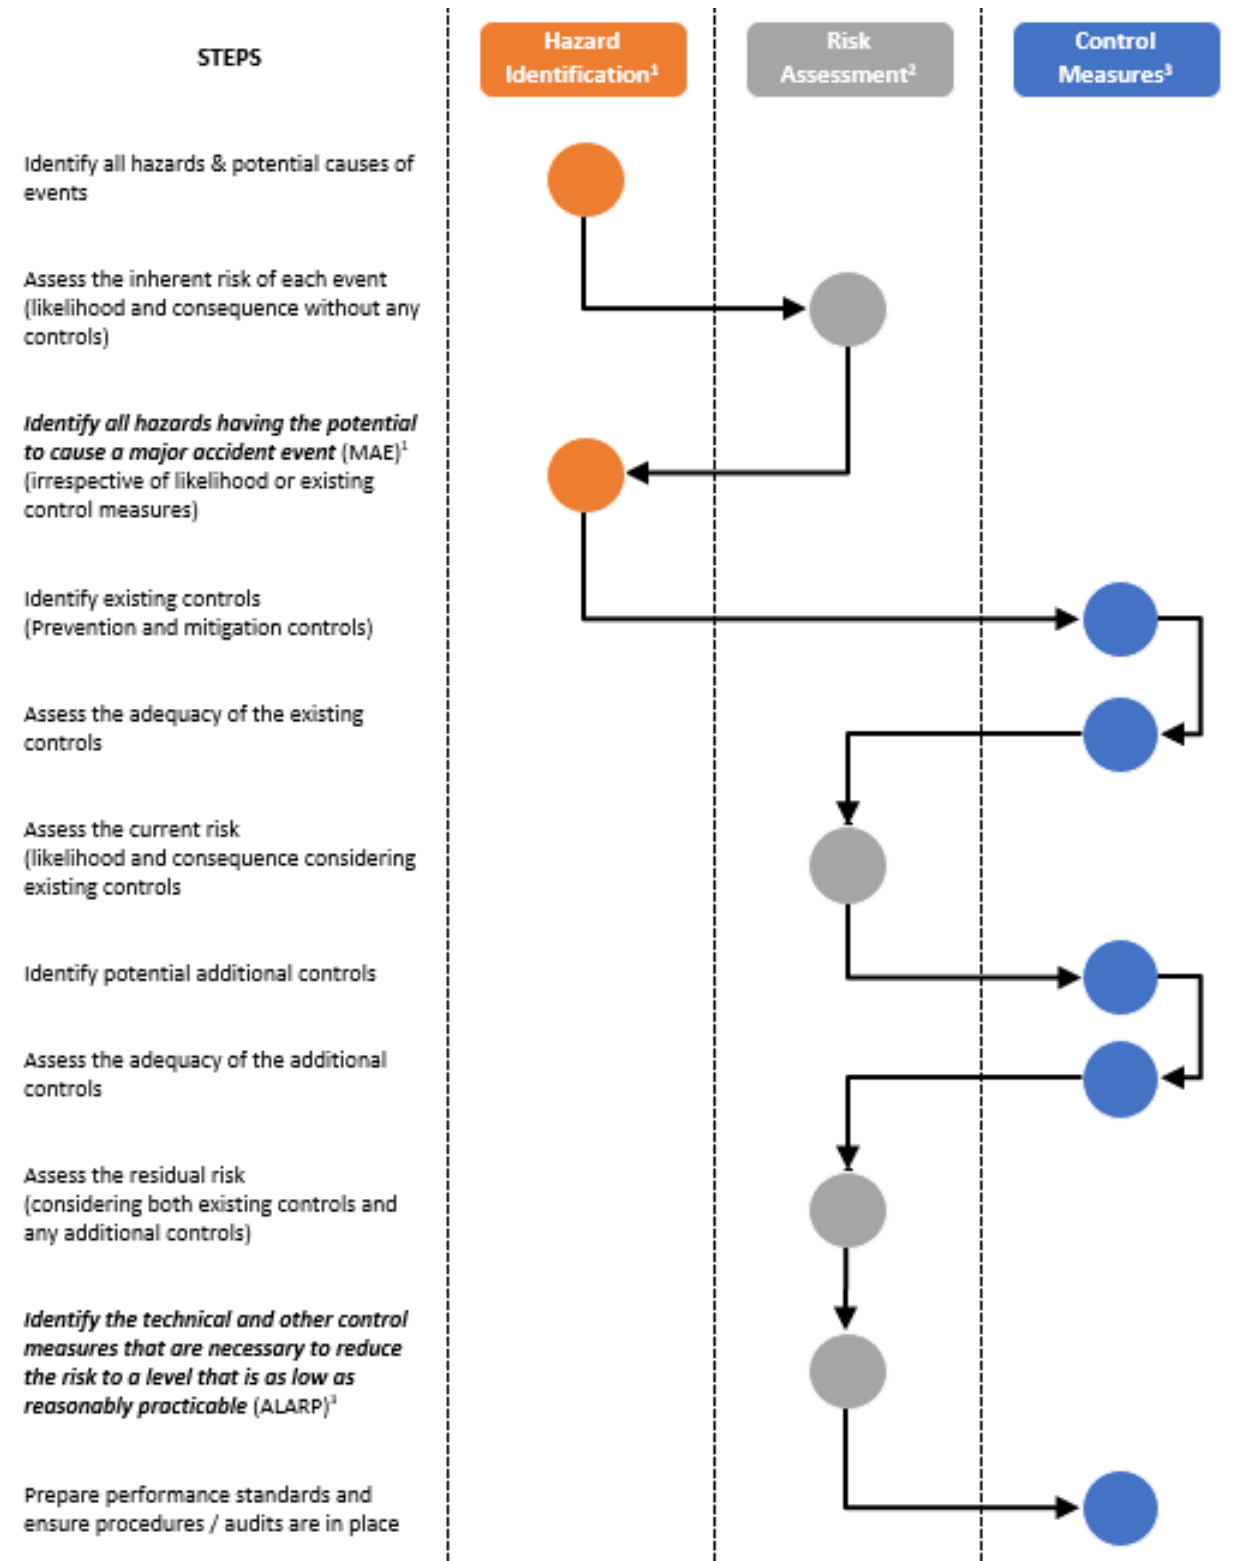 STEPS
Hazard
Identification¹
Risk
Assessment²
Control
Measures³
Identify all hazards & potential causes of
events
Assess the inherent risk of each event
(likelihood and consequence without any
controls)
Identify all hazards having the potential
to cause a major accident event (MAE)¹
(irrespective of likelihood or existing
control measures)
Identify existing controls
(Prevention and mitigation controls)
Assess the adequacy of the existing
controls
Assess the current risk
(likelihood and consequence considering
existing controls
Identify potential additional controls
Assess the adequacy of the additional
controls
Assess the residual risk
(considering both existing controls and
any additional controls)
Identify the technical and other control
measures that are necessary to reduce
the risk to a level that is as low as
reasonably practicable (ALARP)³
Prepare performance standards and
ensure procedures / audits are in place